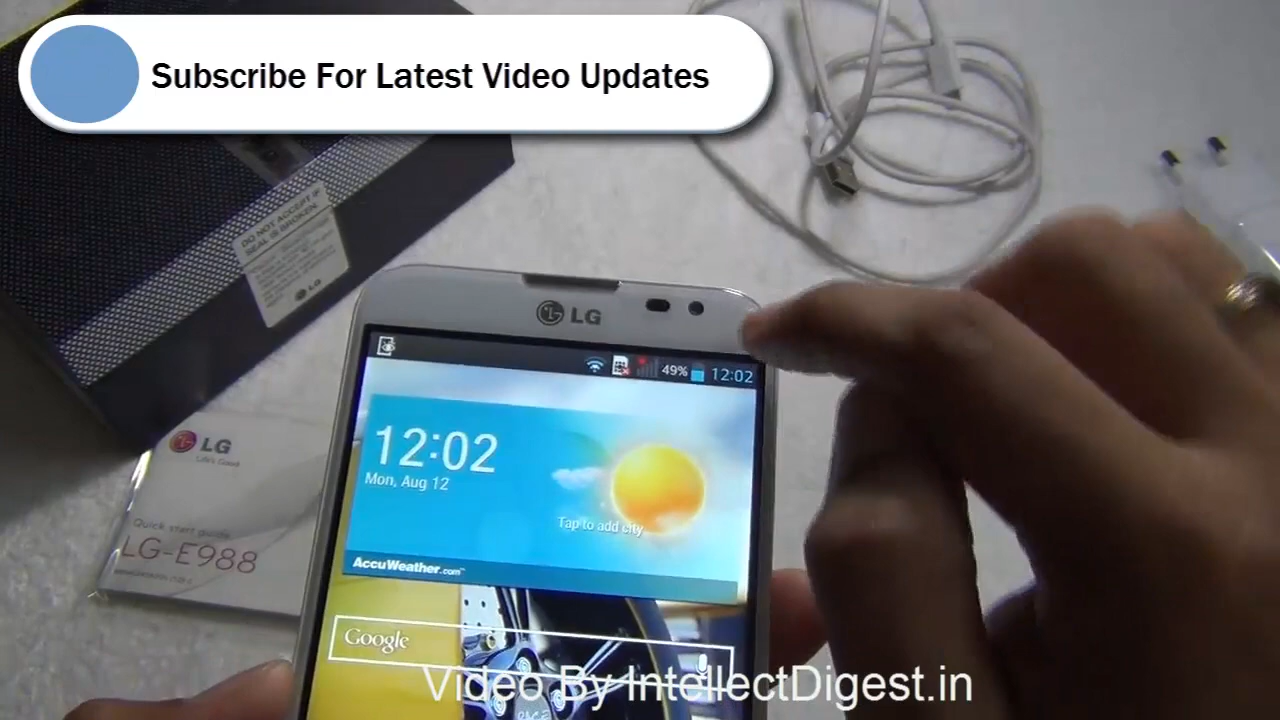 Subscribe For Latest Video Updates
DO NOT ACCEPT IF
SEAL IS BROKEN
LG
LG
49% 12:02
12:02
Mon, Aug 12
Tap to add city
AccuWeather.com
Google
LG
Life's Good
Quick start guide
LG-E988
Video By IntellectDigest.in